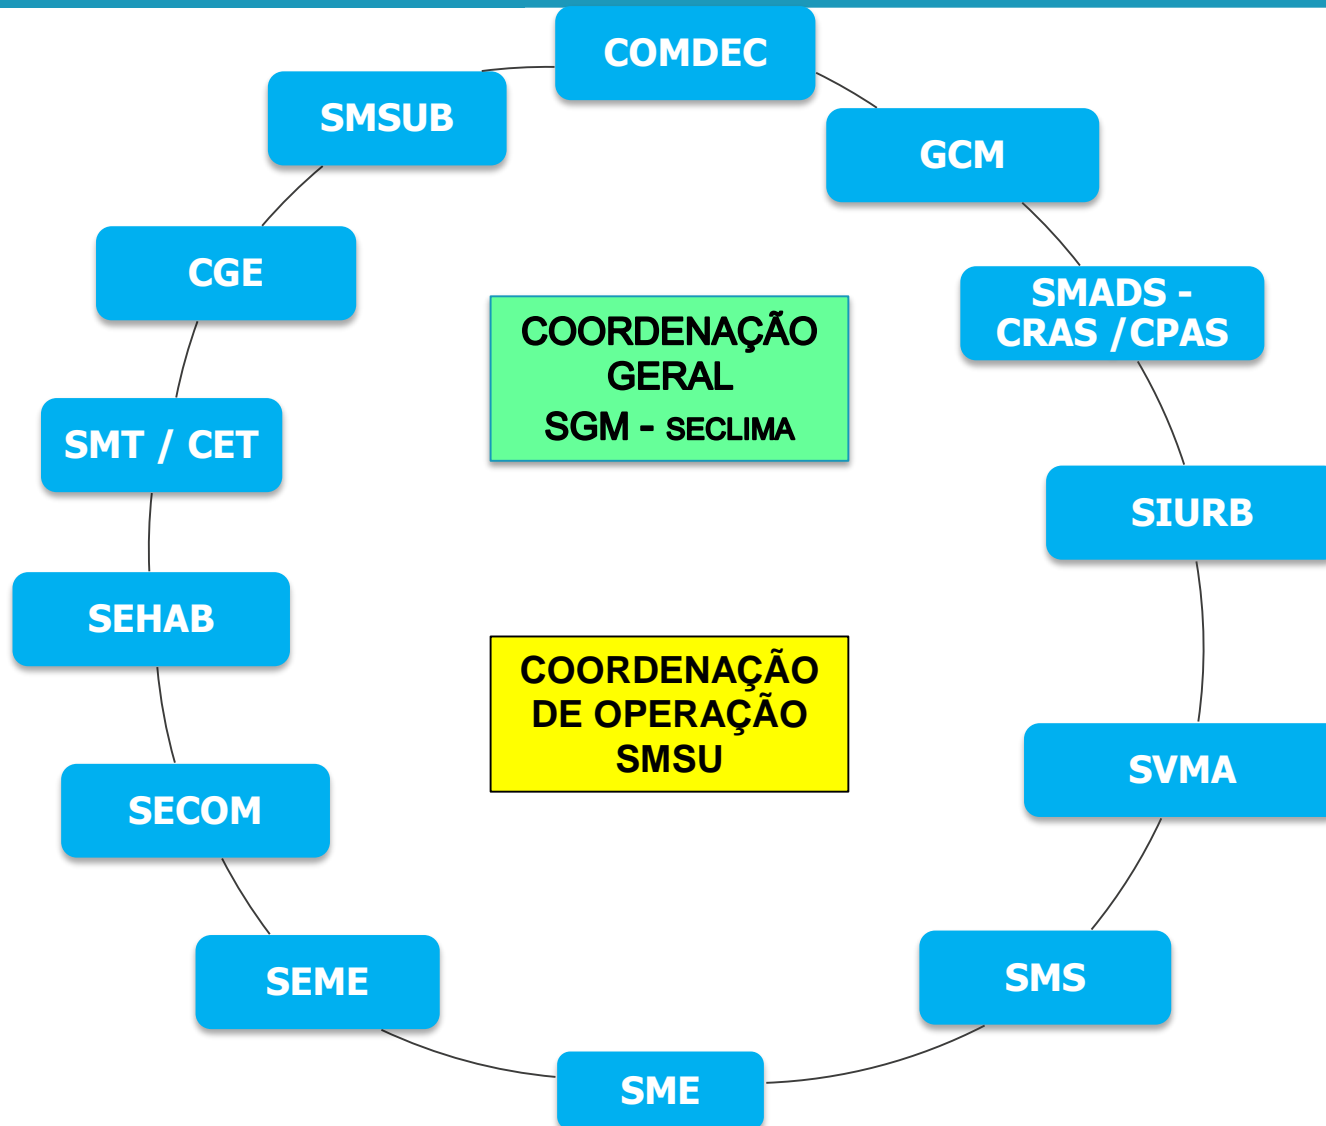 COMDEC
SMSUB
GCM
CGE
SMADS -
CRAS /CPAS
COORDENAÇÃO
GERAL
SGM - SECLIMA
SMT / CET
SIURB
SEHAB
COORDENAÇÃO
DE OPERAÇÃO
SMSU
SVMA
SECOM
SEME
SMS
SME